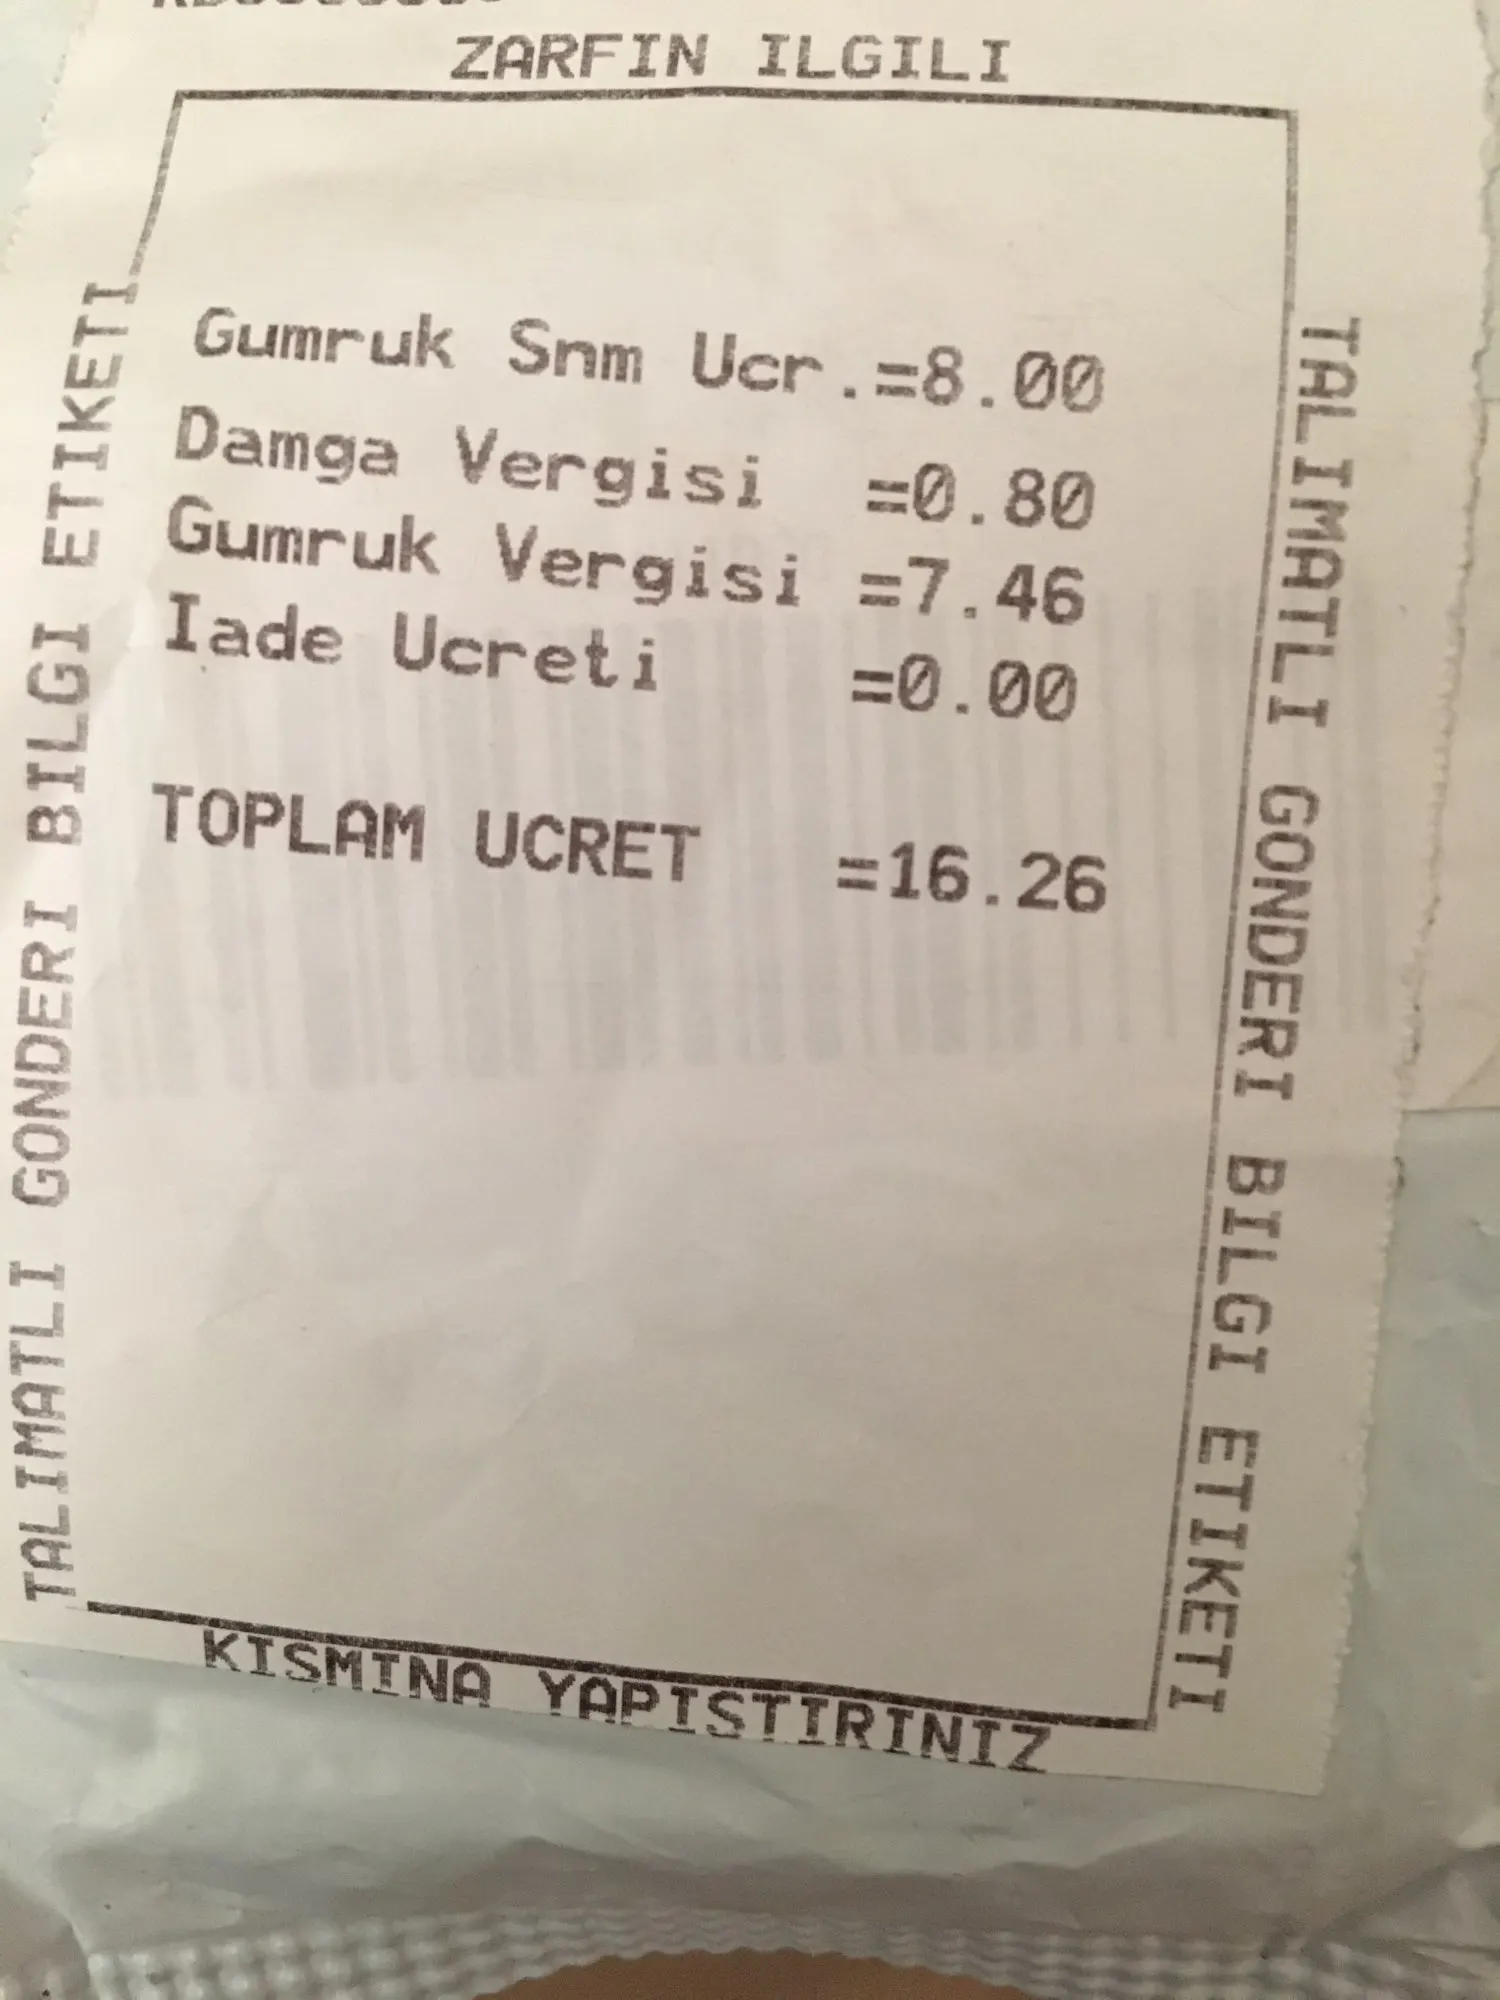 ZARFIN ILGILI
Gumruk Snm Ucr.=8.00
Damga Vergisi =0.80
Gumruk Vergisi =7.46
Iade Ucreti =0.00
TOPLAM UCRET =16.26
KISMINA YAPISTIRINIZ
TALIMATLI GONDERI BILGI ETIKETI
TALIMATLI GONDERI BILGI ETIKETI